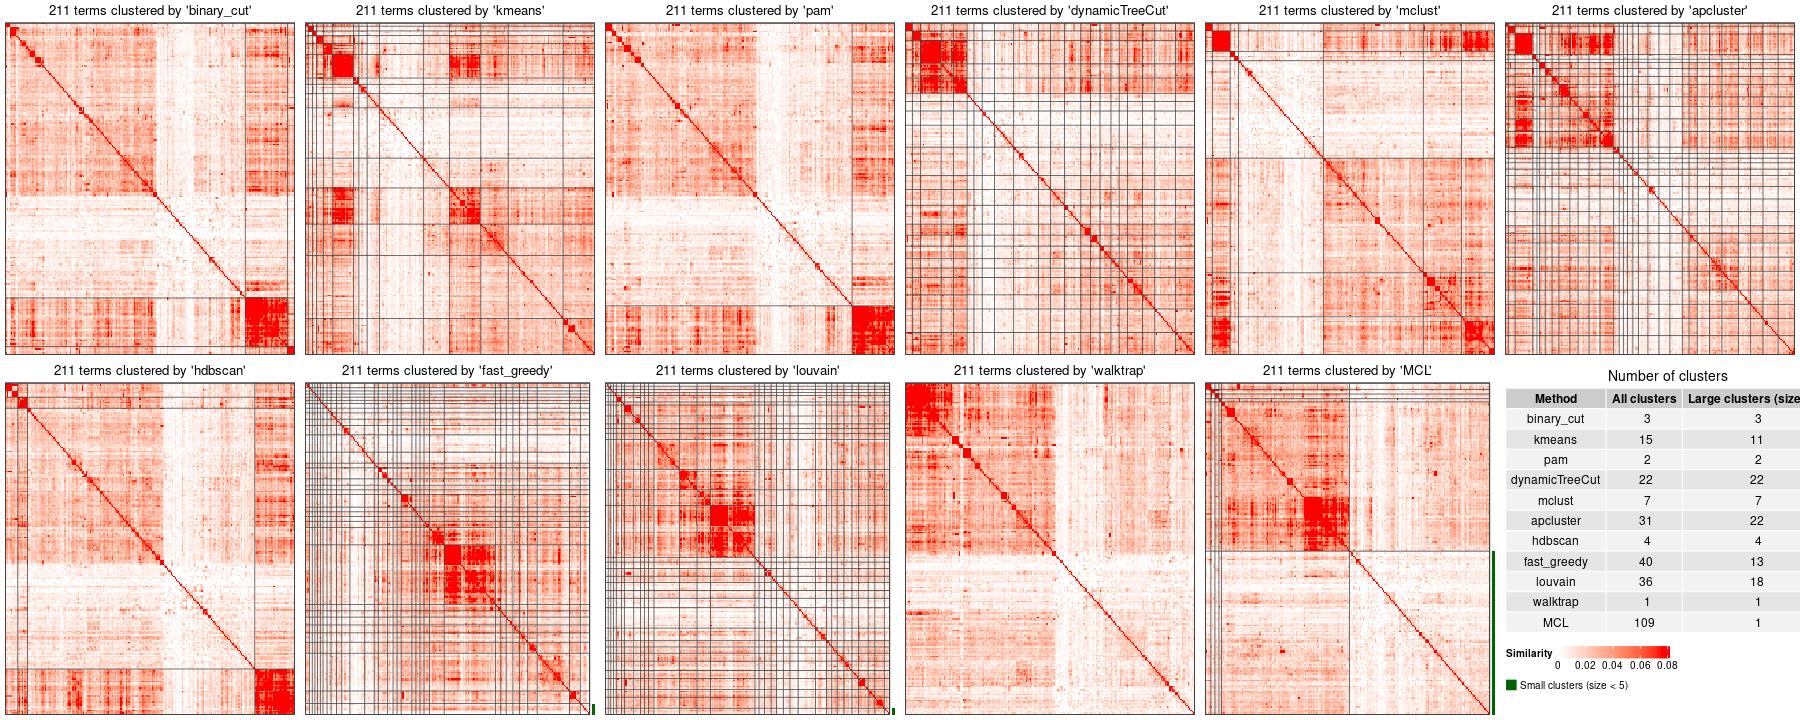 211 terms clustered by 'binary_cut'
211 terms clustered by 'kmeans'
211 terms clustered by 'pam'
211 terms clustered by 'dynamicTreeCut'
211 terms clustered by 'mclust'
211 terms clustered by 'apcluster'
211 terms clustered by 'hdbscan'
211 terms clustered by 'fast_greedy'
211 terms clustered by 'louvain'
211 terms clustered by 'walktrap'
211 terms clustered by 'MCL'
Number of clusters
Method All clusters Large clusters (size
binary_cut 3 3
kmeans 15 11
pam 2 2
dynamicTreeCut 22 22
mclust 7 7
apcluster 31 22
hdbscan 4 4
fast_greedy 40 13
louvain 36 18
walktrap 1 1
MCL 109 1
Similarity
0 0.02 0.04 0.06 0.08
Small clusters (size < 5)